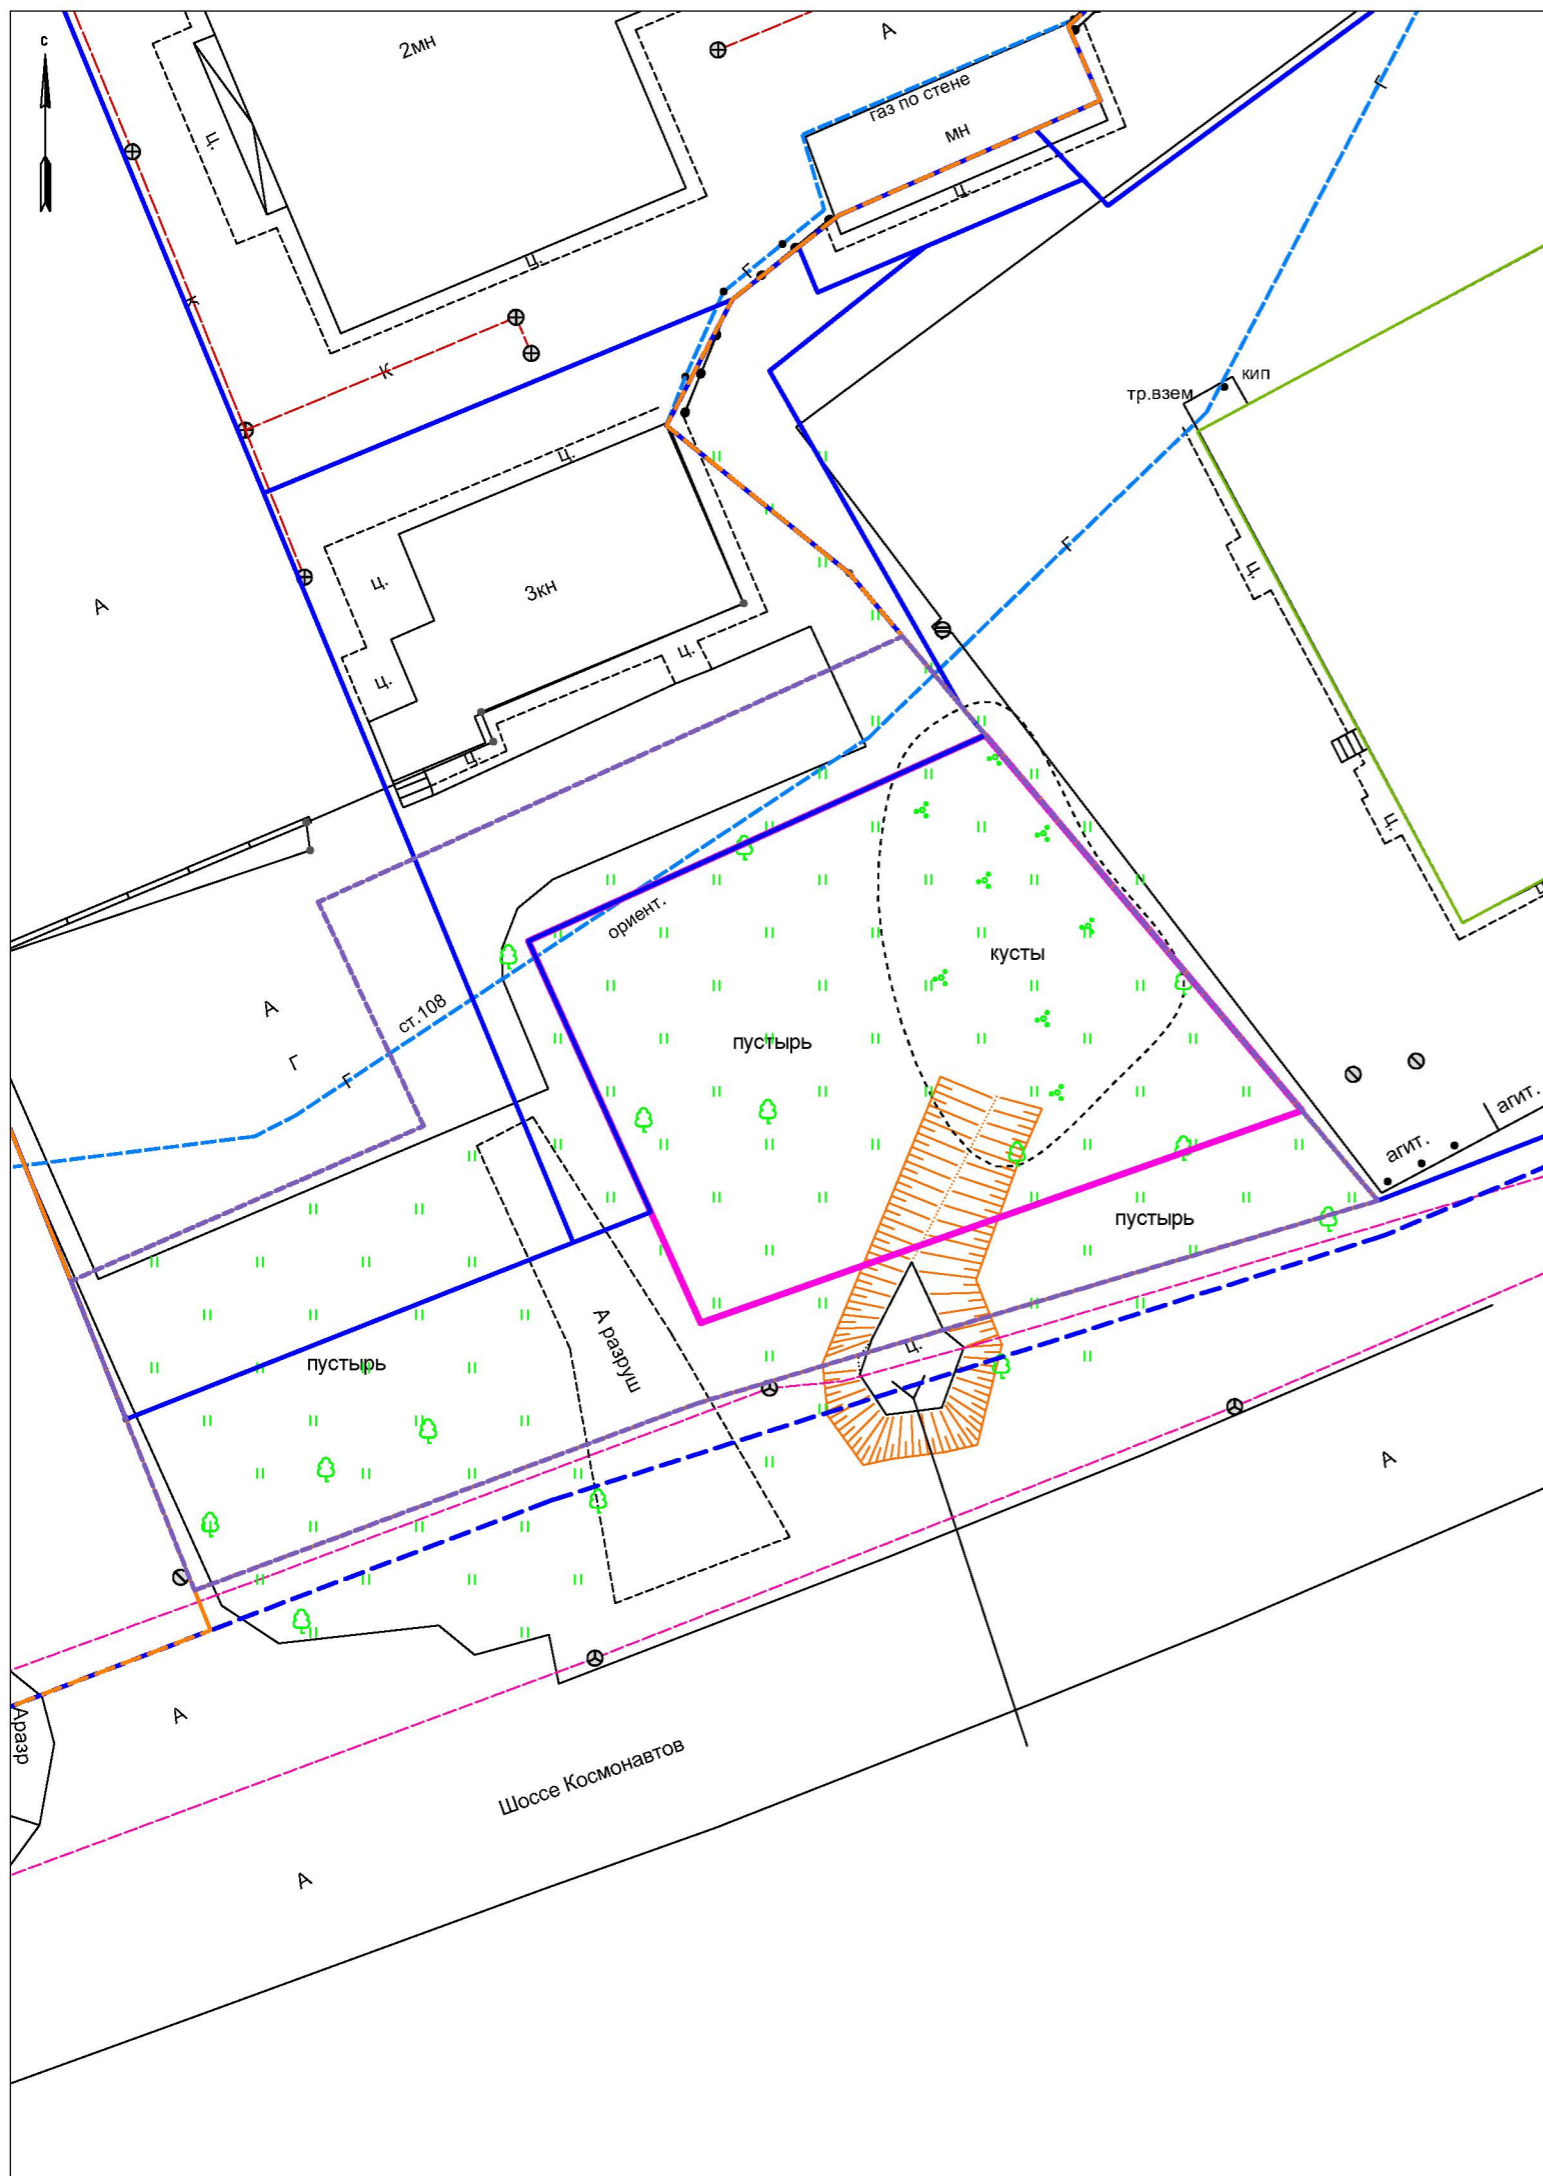 с
2мн
А
газ по стене
мн
ц.
ц.
ц.
Г
К
К
Г
кип
тр.взем
ц.
Г
3кн
ц.
А
ц.
ц.
ц.
ц.
ц.
ц.
ориент.
кусты
А
ст.108
пустырь
Г
Г
агит.
агит.
пустырь
А разруш
ц.
пустырь
А
А
Аразр
Шоссе Космонавтов
А